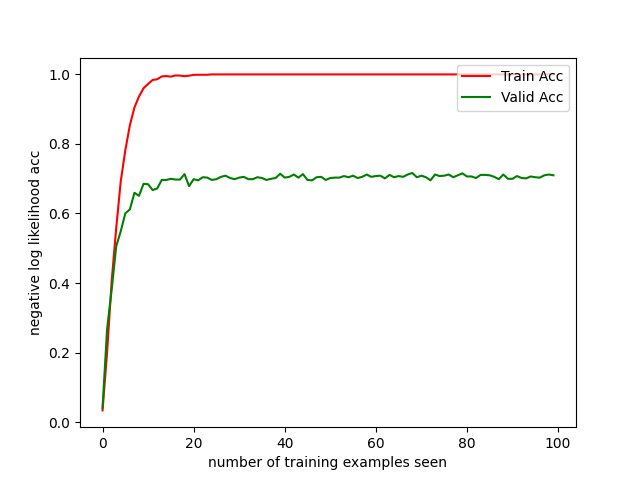 Train Acc
Valid Acc
negative log likelihood acc
1.0
0.8
0.6
0.4
0.2
0.0
0 20 40 60 80 100
number of training examples seen